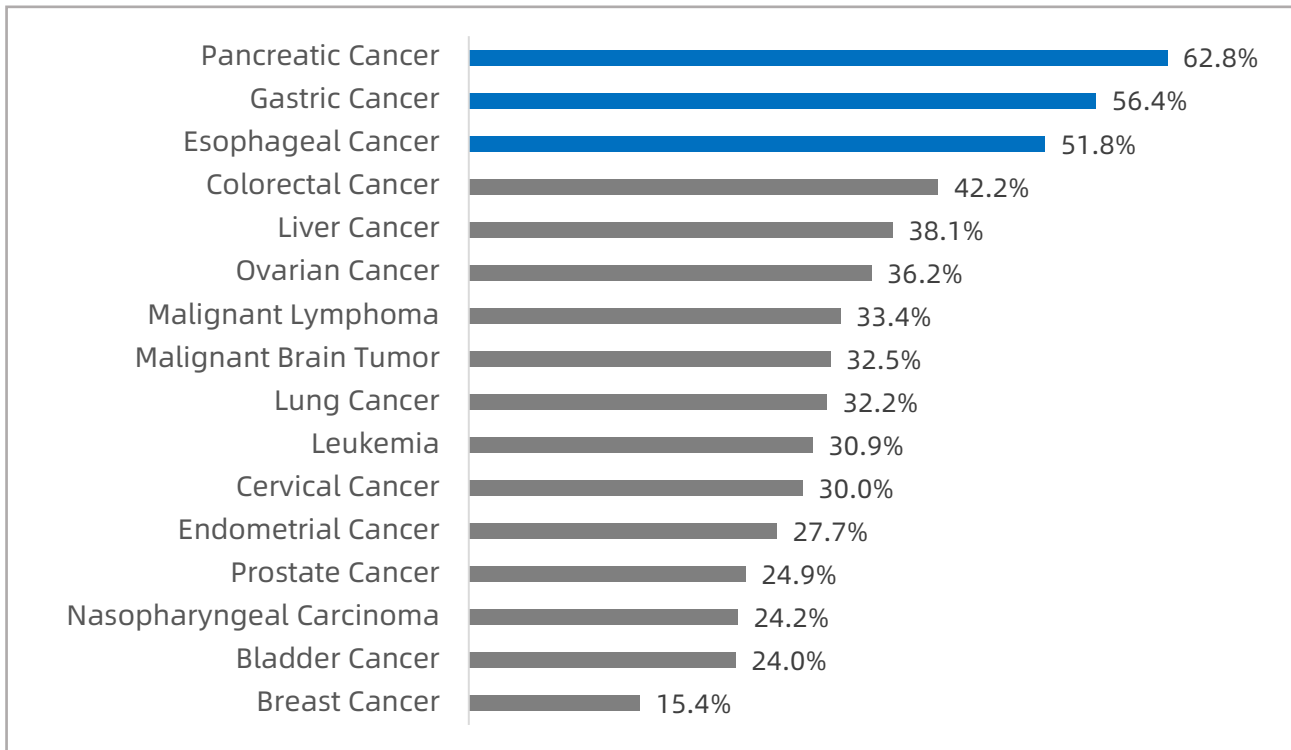 Pancreatic Cancer 62.8%
Gastric Cancer 56.4%
Esophageal Cancer 51.8%
Colorectal Cancer 42.2%
Liver Cancer 38.1%
Ovarian Cancer 36.2%
Malignant Lymphoma 33.4%
Malignant Brain Tumor 32.5%
Lung Cancer 32.2%
Leukemia 30.9%
Cervical Cancer 30.0%
Endometrial Cancer 27.7%
Prostate Cancer 24.9%
Nasopharyngeal Carcinoma 24.2%
Bladder Cancer 24.0%
Breast Cancer 15.4%